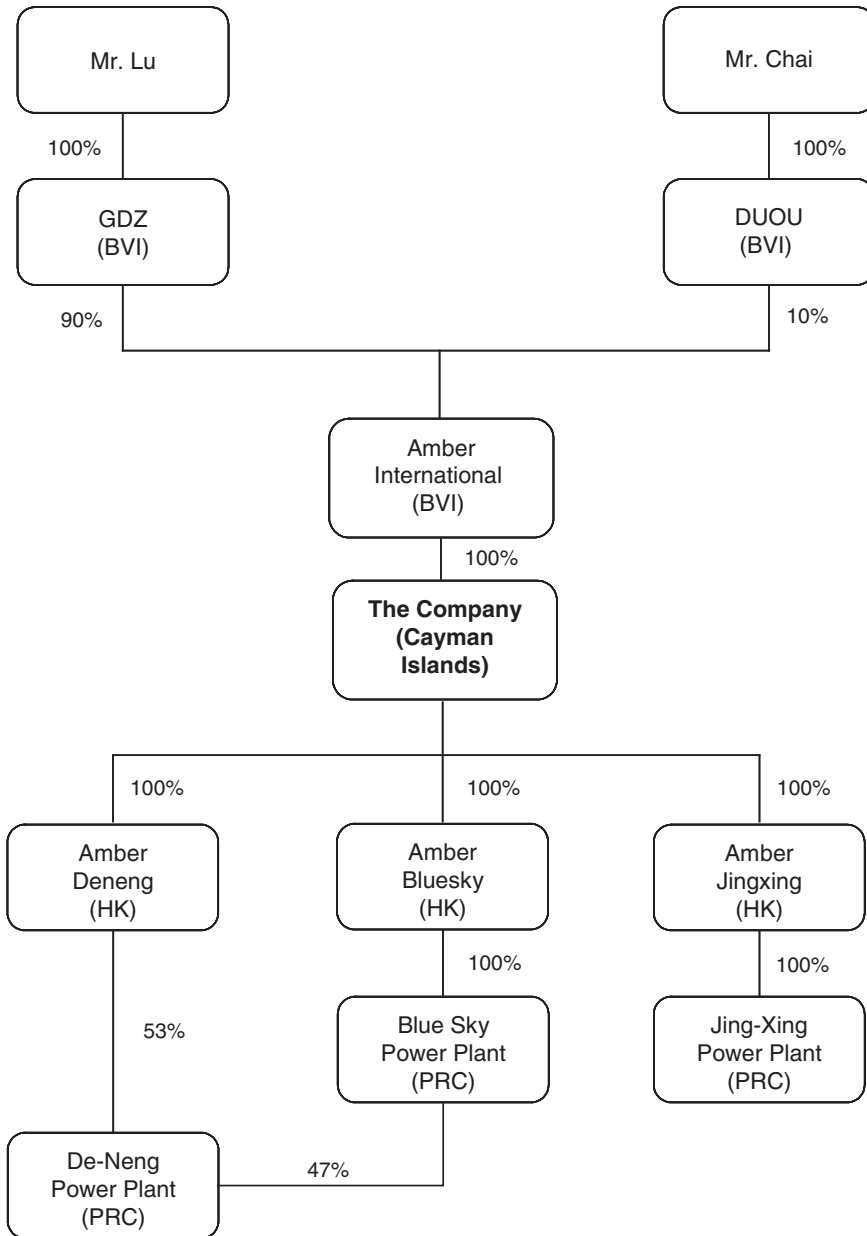 Mr. Lu
Mr. Chai
100%
100%
GDZ
(BVI)
DUOU
(BVI)
90%
10%
Amber
International
(BVI)
100%
The Company
(Cayman
Islands)
100%
100%
100%
Amber
Deneng
(HK)
Amber
Bluesky
(HK)
Amber
Jingxing
(HK)
100%
100%
53%
Blue Sky
Power Plant
(PRC)
Jing-Xing
Power Plant
(PRC)
De-Neng
Power Plant
(PRC)
47%